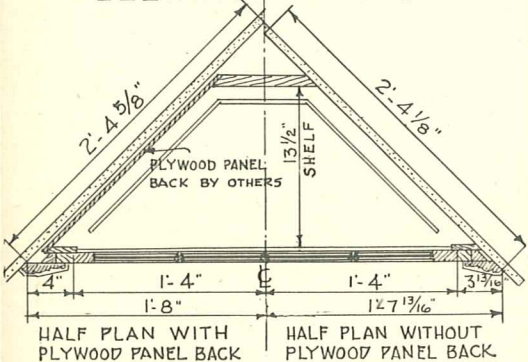 2'-4 5/8"
2'-4 1/8"
13 1/2"
SHELF
PLYWOOD PANEL
BACK BY OTHERS
4"
1'-4"
℄
1'-4"
3 13/16
1'-8"
1'-7 13/16"
HALF PLAN WITH
PLYWOOD PANEL BACK
HALF PLAN WITHOUT
PLYWOOD PANEL BACK